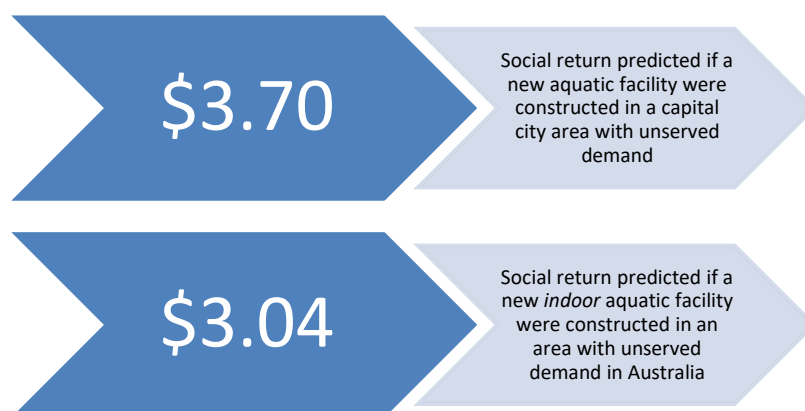 $3.70
Social return predicted if a
new aquatic facility were
constructed in a capital
city area with unserved
demand
$3.04
Social return predicted if a
new indoor aquatic facility
were constructed in an
area with unserved
demand in Australia